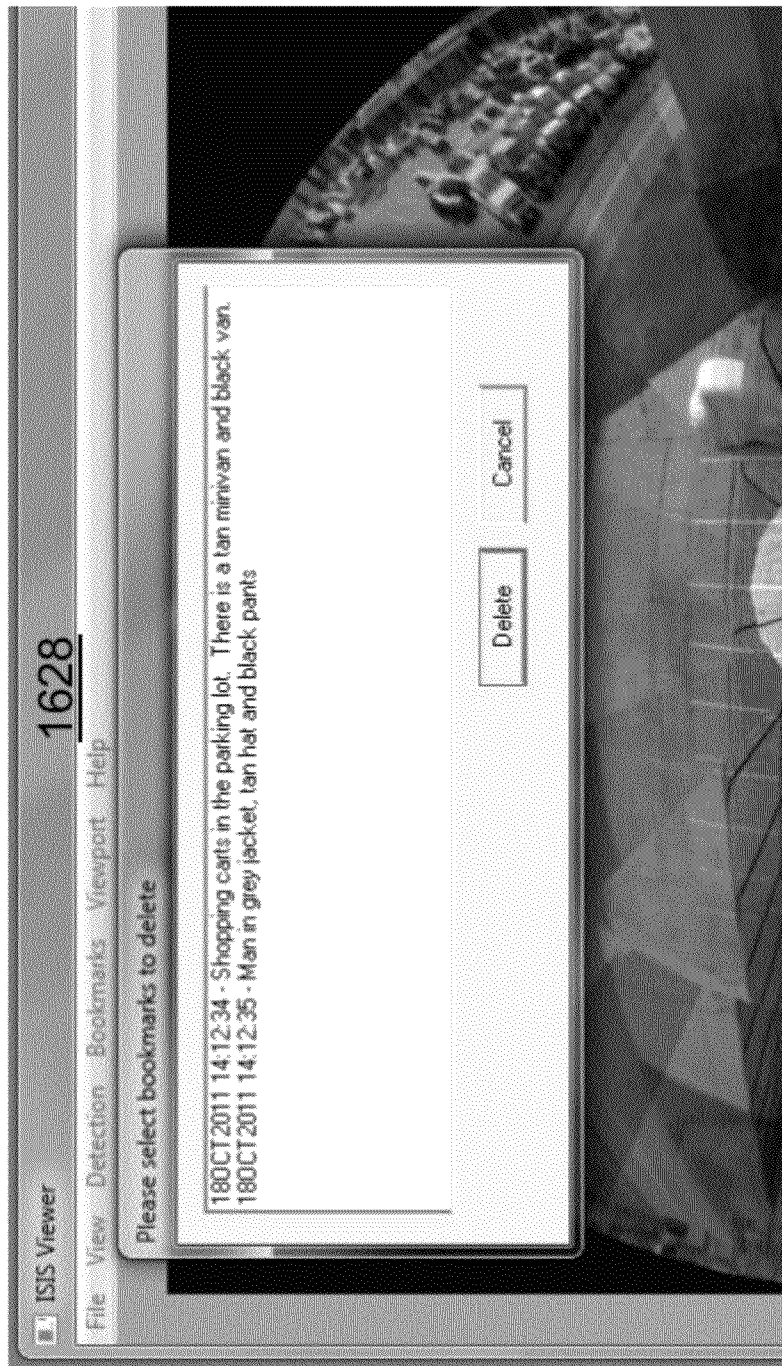 ISIS Viewer
1628
File View Detection Bookmarks Viewport Help
Please select bookmarks to delete
18OCT2011 14:12:34 - Shopping carts in the parking lot. There is a tan minivan and black van.
18OCT2011 14:12:35 - Man in grey jacket, tan hat and black pants
Delete Cancel